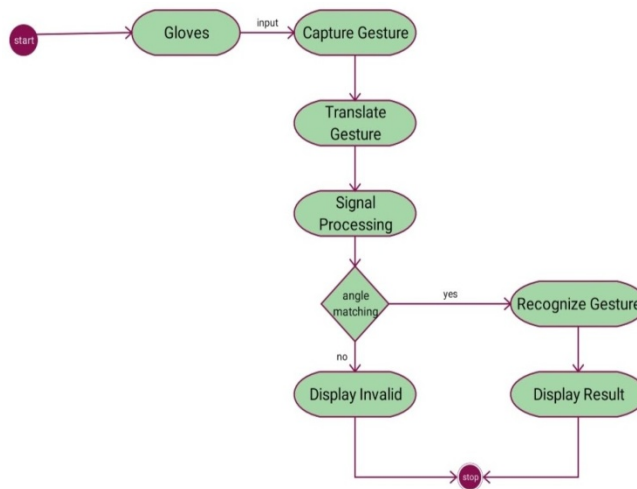 start
Gloves
input
Capture Gesture
Translate
Gesture
Signal
Processing
angle
matching
yes
Recognize Gesture
no
Display Invalid
Display Result
stop